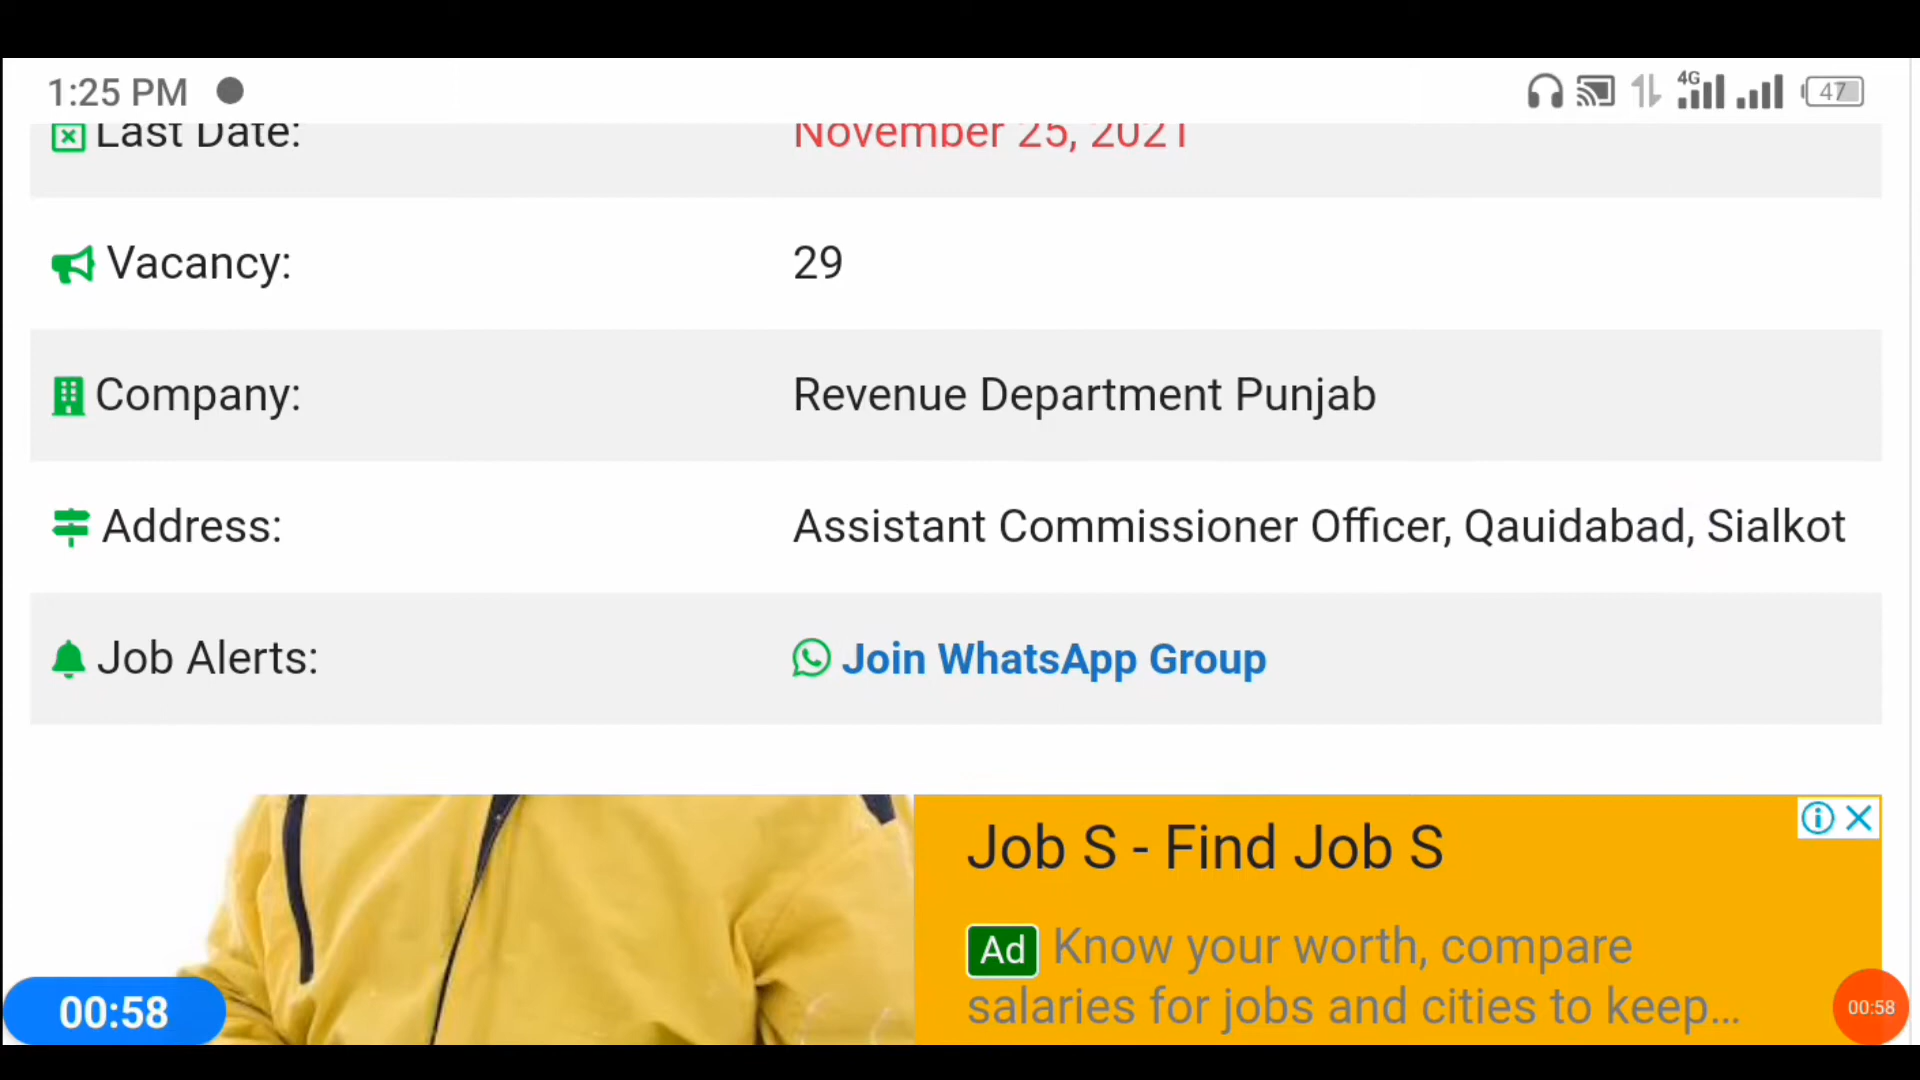 1:25 PM
4G
47
Last Date: November 25, 2021
Vacancy: 29
Company: Revenue Department Punjab
Address: Assistant Commissioner Officer, Qauidabad, Sialkot
Job Alerts: Join WhatsApp Group
Job S - Find Job S
Ad Know your worth, compare
salaries for jobs and cities to keep...
00:58
00:58